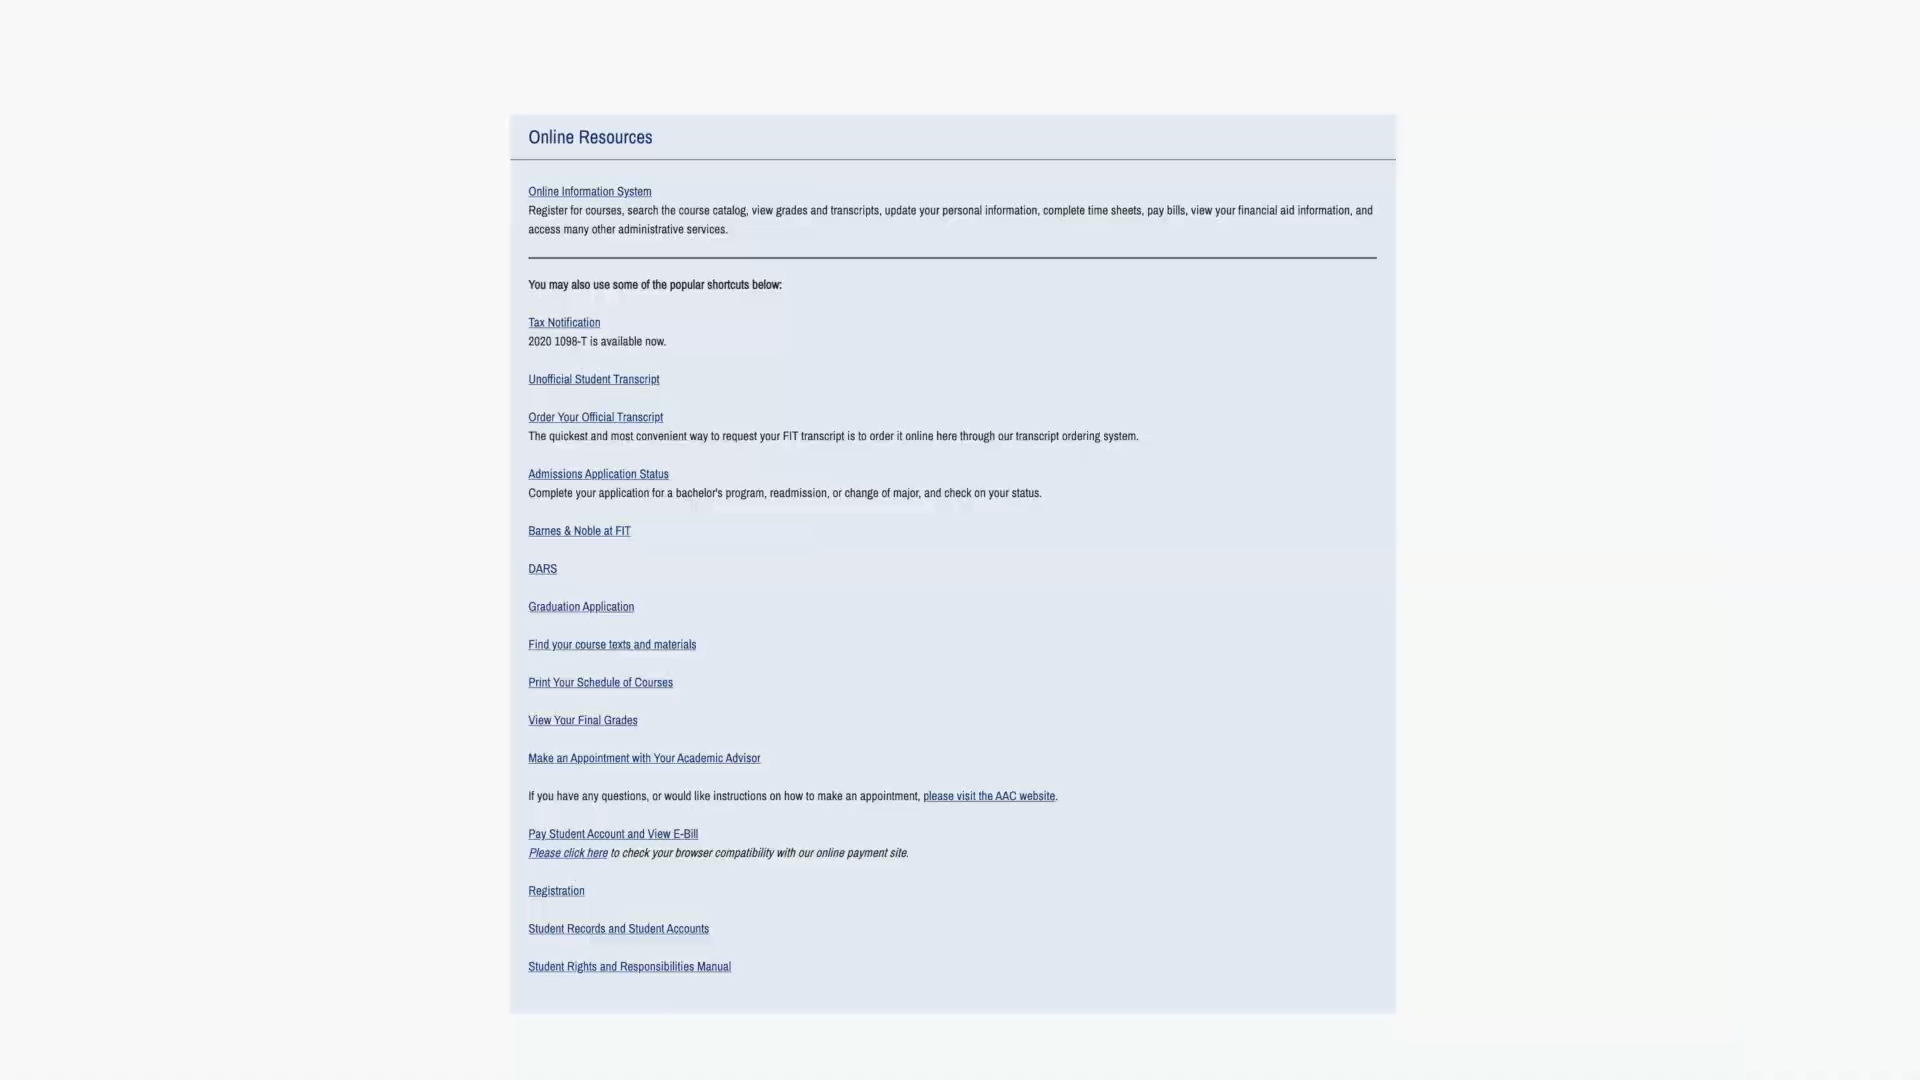 Online Resources
Online Information System
Register for courses, search the course catalog, view grades and transcripts, update your personal information, complete time sheets, pay bills, view your financial aid information, and
access many other administrative services.
You may also use some of the popular shortcuts below:
Tax Notification
2020 1098-T is available now.
Unofficial Student Transcript
Order Your Official Transcript
The quickest and most convenient way to request your FIT transcript is to order it online here through our transcript ordering system.
Admissions Application Status
Complete your application for a bachelor's program, readmission, or change of major, and check on your status.
Barnes & Noble at FIT
DARS
Graduation Application
Find your course texts and materials
Print Your Schedule of Courses
View Your Final Grades
Make an Appointment with Your Academic Advisor
If you have any questions, or would like instructions on how to make an appointment, please visit the AAC website.
Pay Student Account and View E-Bill
Please click here to check your browser compatibility with our online payment site.
Registration
Student Records and Student Accounts
Student Rights and Responsibilities Manual